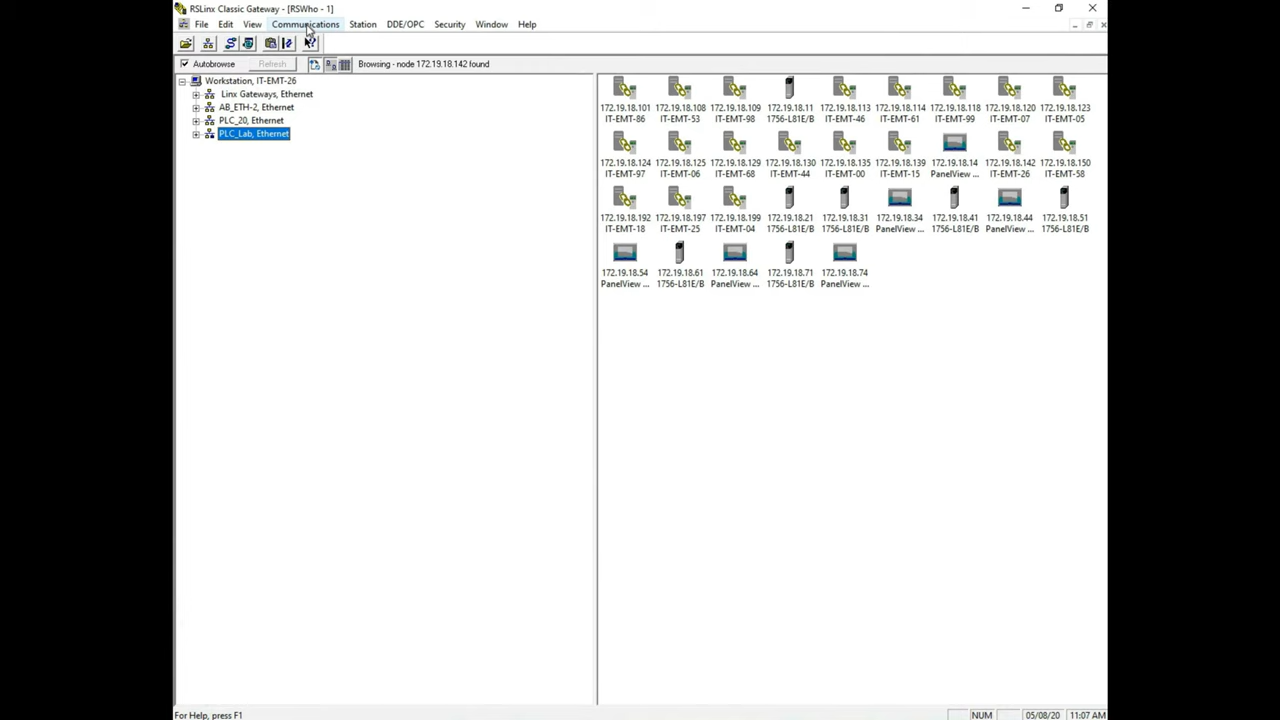 RSLinx Classic Gateway - [RSWho - 1]
File Edit View Communications Station DDE/OPC Security Window Help
Autobrowse Refresh Browsing - node 172.19.18.142 found
Workstation, IT-EMT-26
Linx Gateways, Ethernet
AB_ETH-2, Ethernet
PLC_20, Ethernet
PLC_Lab, Ethernet
172.19.18.101 172.19.18.108 172.19.18.109 172.19.18.11 172.19.18.113 172.19.18.114 172.19.18.118 172.19.18.120 172.19.18.123
IT-EMT-86 IT-EMT-53 IT-EMT-98 1756-L81E/B IT-EMT-46 IT-EMT-61 IT-EMT-99 IT-EMT-07 IT-EMT-05
172.19.18.124 172.19.18.125 172.19.18.129 172.19.18.130 172.19.18.135 172.19.18.139 172.19.18.14 172.19.18.142 172.19.18.150
IT-EMT-97 IT-EMT-06 IT-EMT-68 IT-EMT-44 IT-EMT-00 IT-EMT-15 PanelView ... IT-EMT-26 IT-EMT-58
172.19.18.192 172.19.18.197 172.19.18.199 172.19.18.21 172.19.18.31 172.19.18.34 172.19.18.41 172.19.18.44 172.19.18.51
IT-EMT-18 IT-EMT-25 IT-EMT-04 1756-L81E/B 1756-L81E/B PanelView ... 1756-L81E/B PanelView ... 1756-L81E/B
172.19.18.54 172.19.18.61 172.19.18.64 172.19.18.71 172.19.18.74
PanelView ... 1756-L81E/B PanelView ... 1756-L81E/B PanelView ...
For Help, press F1 NUM 05/08/20 11:07 AM